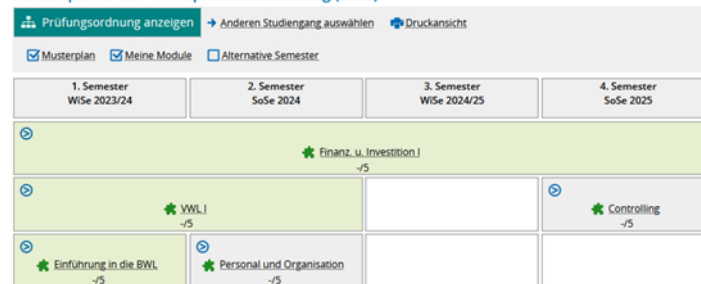 Prüfungsordnung anzeigen Anderen Studiengang auswählen Druckansicht
Musterplan Meine Module Alternative Semester
1. Semester 2. Semester 3. Semester 4. Semester
WiSe 2023/24 SoSe 2024 WiSe 2024/25 SoSe 2025
Finanz. u. Investition I
-/5
VWL I Controlling
-/5 -/5
Einführung in die BWL Personal und Organisation
-/5 -/5